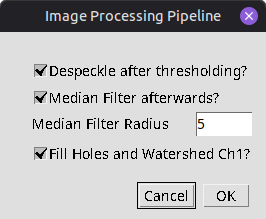 Image Processing Pipeline
Despeckle after thresholding?
Median Filter afterwards?
Median Filter Radius 5
Fill Holes and Watershed Ch1?
Cancel OK